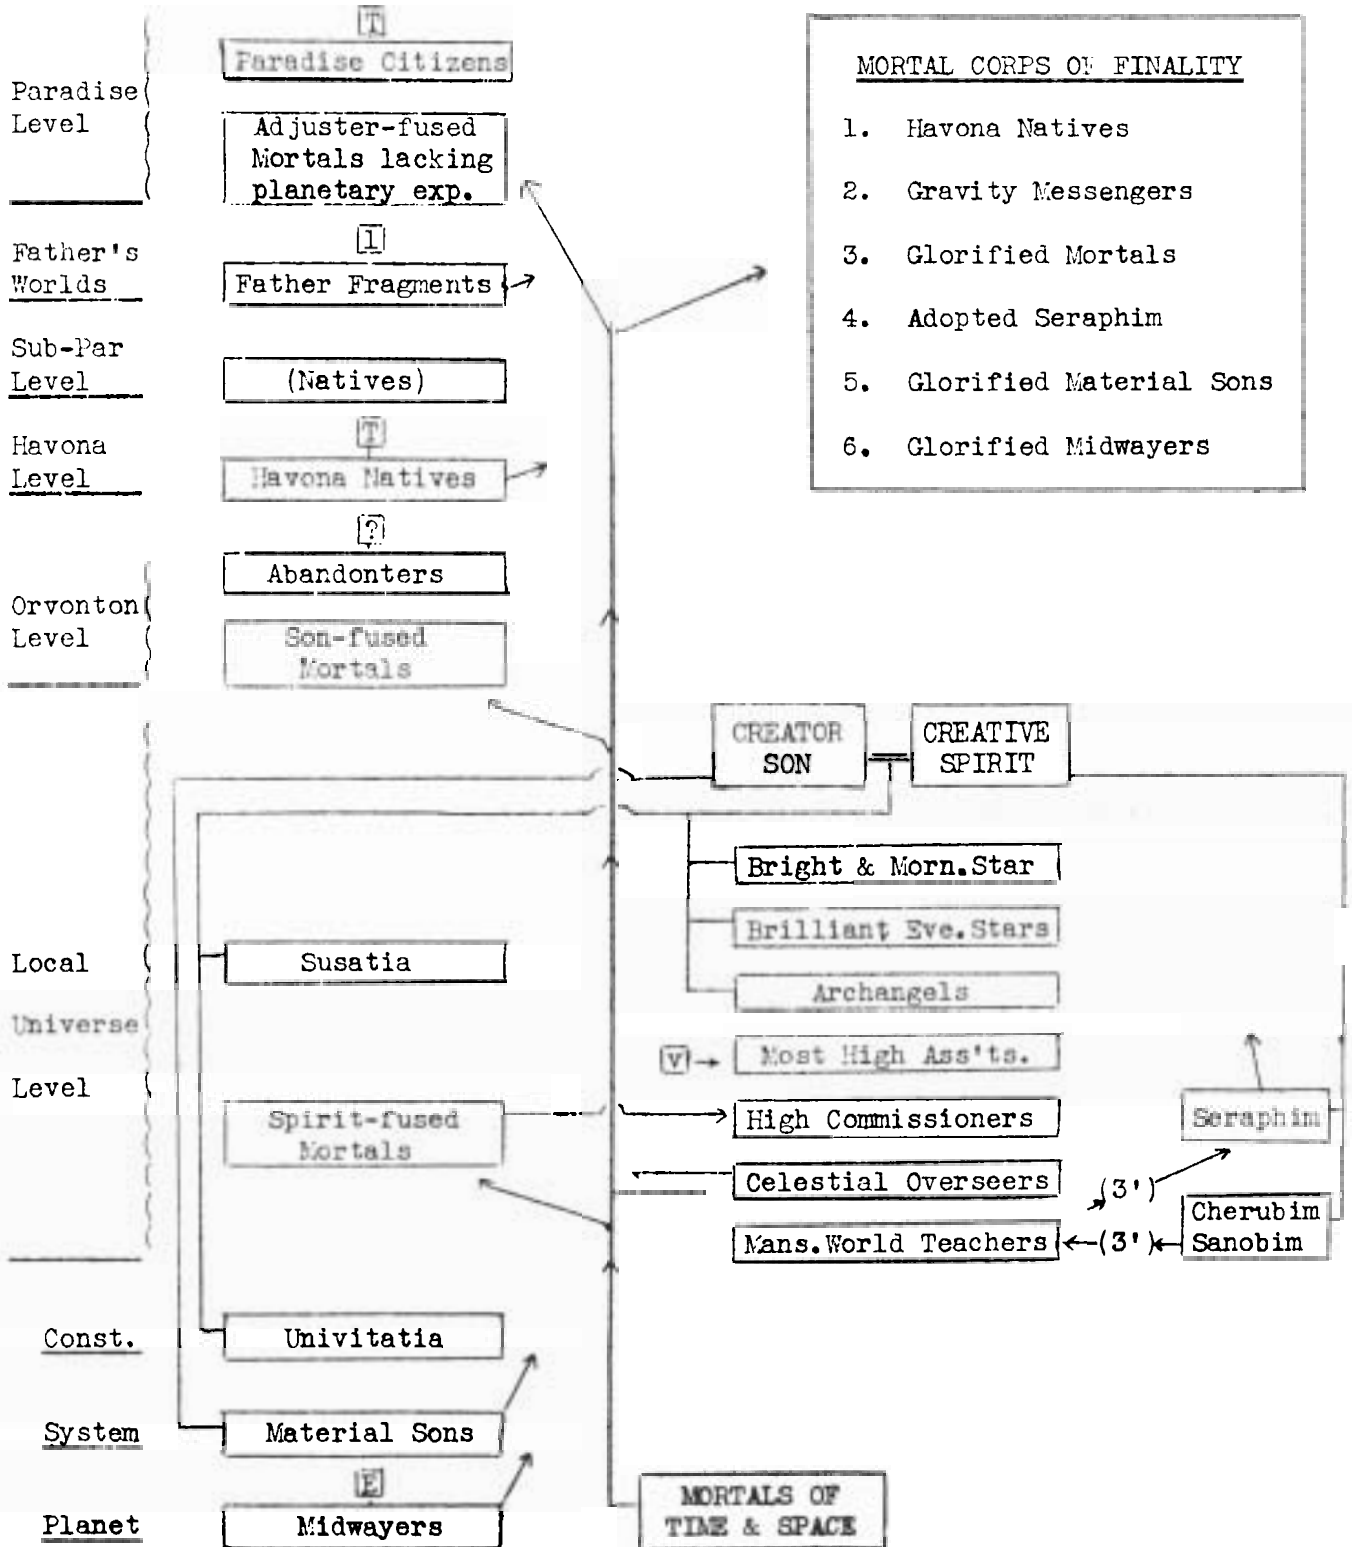 T
Paradise Citizens
Paradise
Level
Adjuster-fused
Mortals lacking
planetary exp.
MORTAL CORPS OF FINALITY
1. Havona Natives
2. Gravity Messengers
3. Glorified Mortals
4. Adopted Seraphim
5. Glorified Material Sons
6. Glorified Midwayers
1
Father's
Worlds
Father Fragments
Sub-Par
Level
(Natives)
T
Havona
Level
Havona Natives
?
Abandonters
Orvonton
Level
Son-fused
Mortals
CREATOR
SON
CREATIVE
SPIRIT
Bright & Morn.Star
Brilliant Eve.Stars
Local
Universe
Level
Susatia
Archangels
V
Most High Ass'ts.
Spirit-fused
Mortals
High Commissioners
Seraphim
Celestial Overseers
(3')
Mans.World Teachers
(3')
Cherubim
Sanobim
Const.
Univitatia
System
Material Sons
E
Planet
Midwayers
MORTALS OF
TIME & SPACE